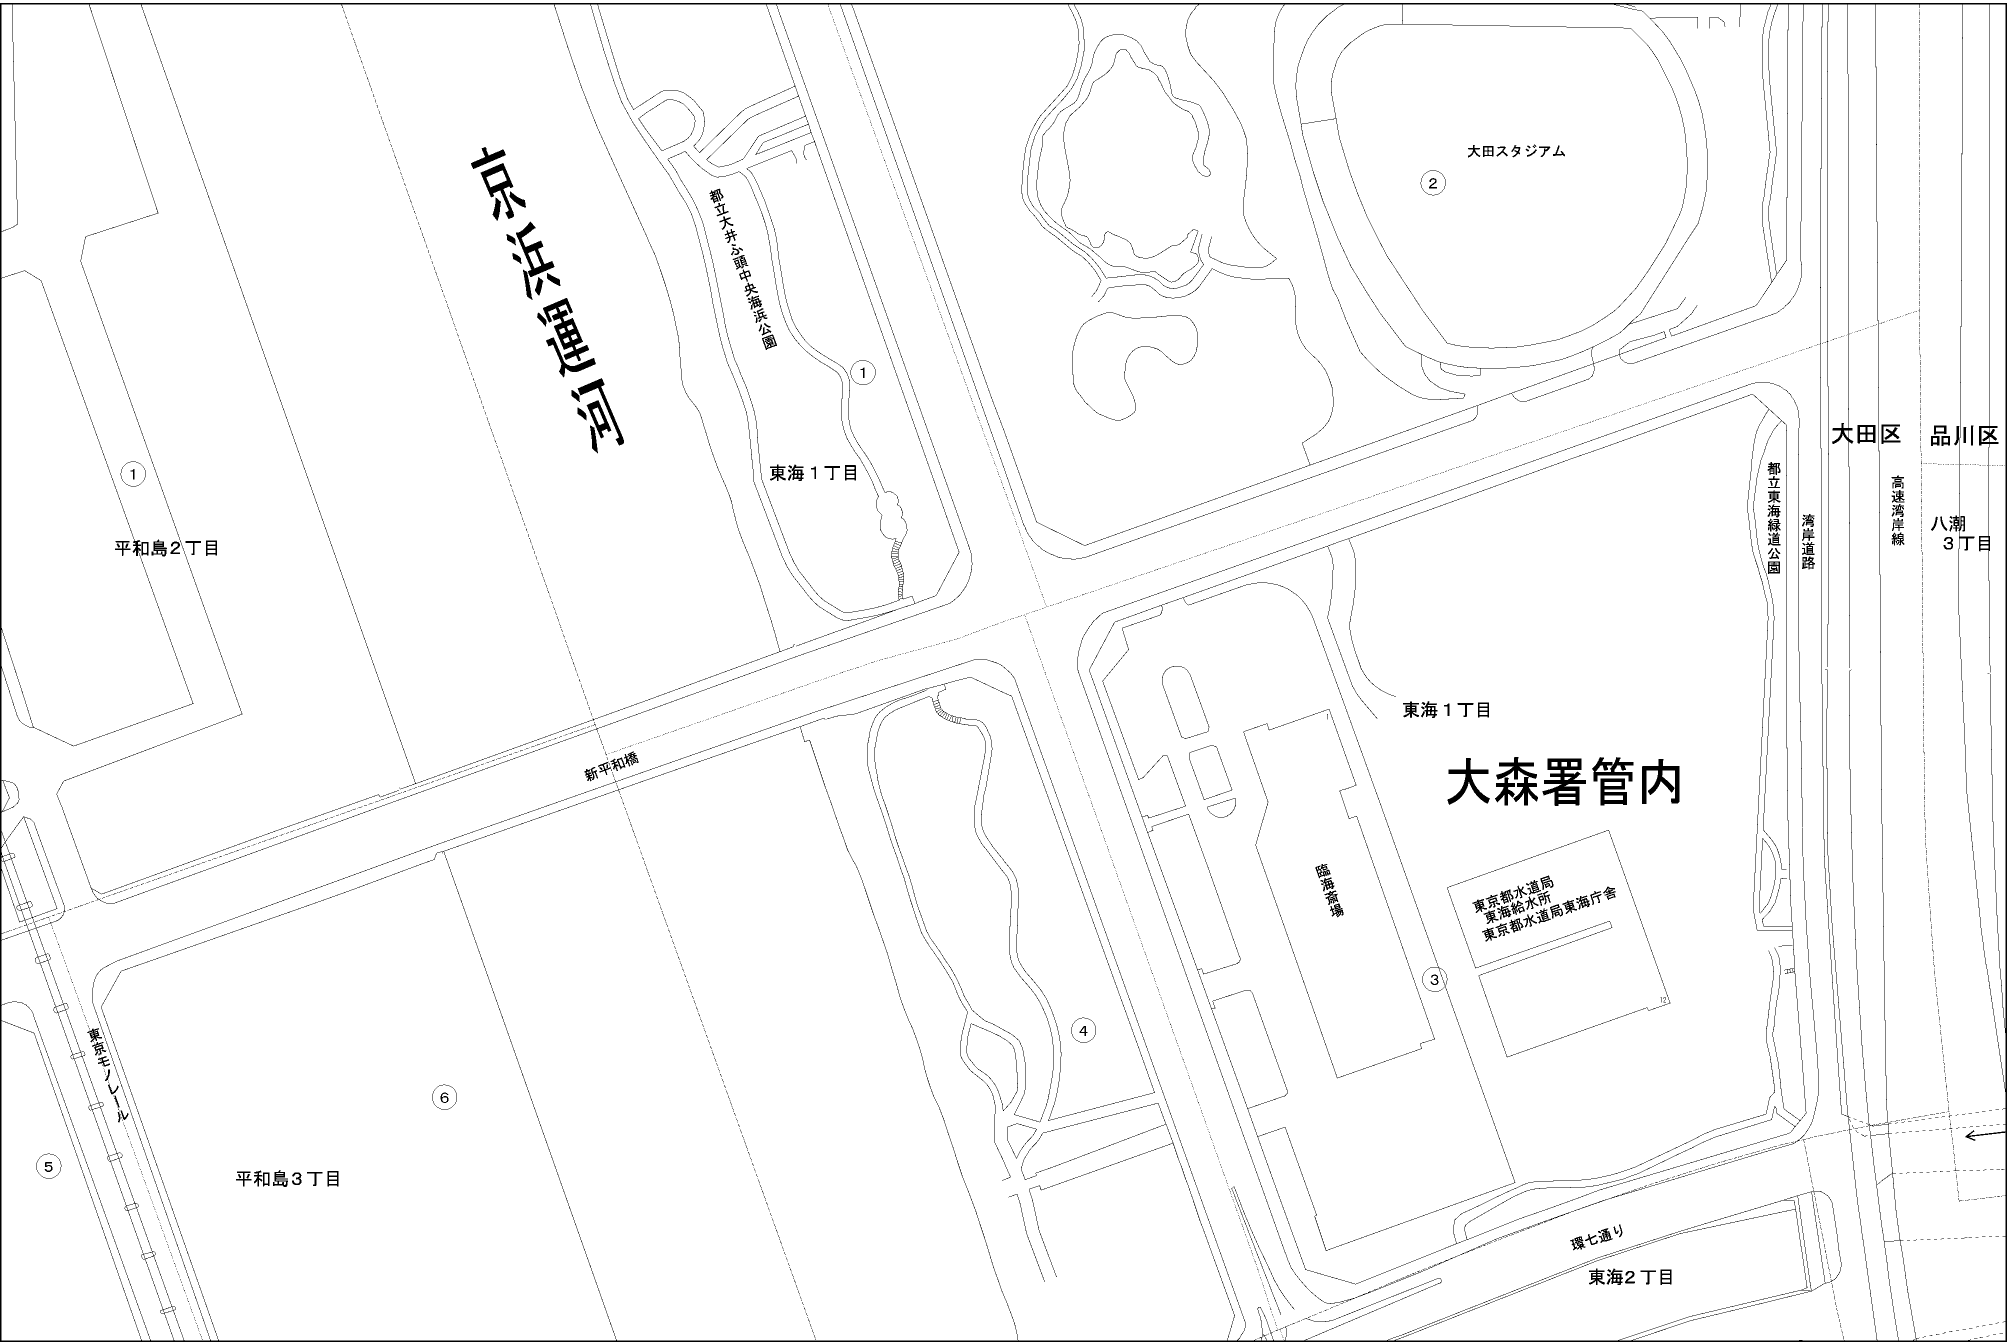 京浜運河
都立大井ふ頭中央海浜公園
大田スタジアム
②
①
東海１丁目
①
平和島２丁目
大田区
品川区
都立東海緑道公園
湾岸道路
高速湾岸線
八潮
３丁目
新平和橋
東海１丁目
大森署管内
臨海斎場
東京都水道局
東海給水所
東京都水道局東海庁舎
1
12
③
④
東京モノレール
⑥
⑤
平和島３丁目
環七通り
東海２丁目